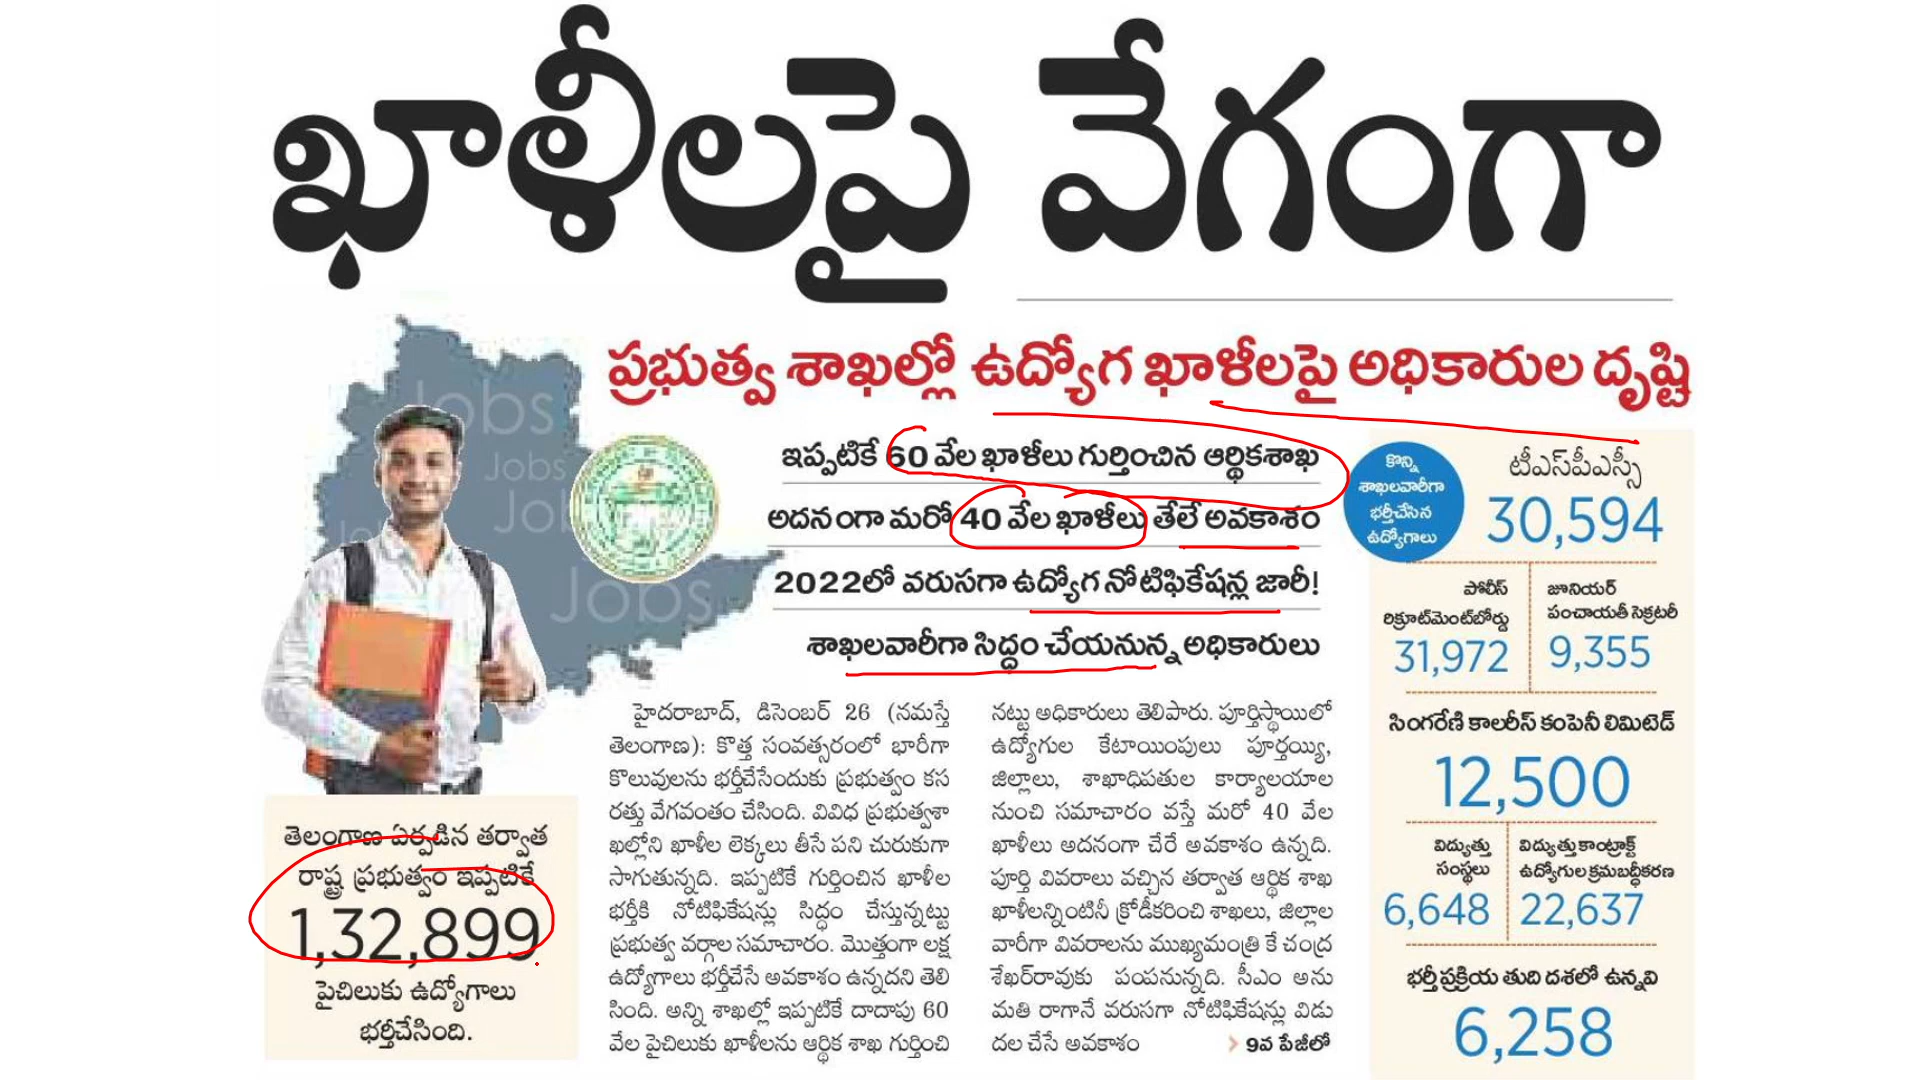 ఖాళీలపై వేగంగా
ప్రభుత్వ శాఖల్లో ఉద్యోగ ఖాళీలపై అధికారుల దృష్టి
ఇప్పటికే 60 వేల ఖాళీలు గుర్తించిన ఆర్థికశాఖ
అదనంగా మరో 40 వేల ఖాళీలు తేలే అవకాశం
2022లో వరుసగా ఉద్యోగ నోటిఫికేషన్ల జారీ!
శాఖలవారీగా సిద్ధం చేయనున్న అధికారులు
Jobs
Jobs
Jobs
తెలంగాణ ఏర్పడిన తర్వాత
రాష్ట్ర ప్రభుత్వం ఇప్పటికే
1,32,899
పైచిలుకు ఉద్యోగాలు
భర్తీచేసింది.
హైదరాబాద్, డిసెంబర్ 26 (నమస్తే
తెలంగాణ): కొత్త సంవత్సరంలో భారీగా
కొలువులను భర్తీచేసేందుకు ప్రభుత్వం కస
రత్తు వేగవంతం చేసింది. వివిధ ప్రభుత్వశా
ఖల్లోని ఖాళీల లెక్కలు తీసే పని చురుకుగా
సాగుతున్నది. ఇప్పటికే గుర్తించిన ఖాళీల
భర్తీకి నోటిఫికేషన్లు సిద్ధం చేస్తున్నట్టు
ప్రభుత్వ వర్గాల సమాచారం. మొత్తంగా లక్ష
ఉద్యోగాలు భర్తీచేసే అవకాశం ఉన్నదని తెలి
సింది. అన్ని శాఖల్లో ఇప్పటికే దాదాపు 60
వేల పైచిలుకు ఖాళీలను ఆర్థిక శాఖ గుర్తించి
నట్టు అధికారులు తెలిపారు. పూర్తిస్థాయిలో
ఉద్యోగుల కేటాయింపులు పూర్తయ్యి,
జిల్లాలు, శాఖాధిపతుల కార్యాలయాల
నుంచి సమాచారం వస్తే మరో 40 వేల
ఖాళీలు అదనంగా చేరే అవకాశం ఉన్నది.
పూర్తి వివరాలు వచ్చిన తర్వాత ఆర్థిక శాఖ
ఖాళీలన్నింటినీ క్రోడీకరించి శాఖలు, జిల్లాల
వారీగా వివరాలను ముఖ్యమంత్రి కే చంద్ర
శేఖర్‌రావుకు పంపనున్నది. సీఎం అను
మతి రాగానే వరుసగా నోటిఫికేషన్లు విడు
దల చేసే అవకాశం
9వ పేజీలో
కొన్ని
శాఖలవారీగా
భర్తీచేసిన
ఉద్యోగాలు
టీఎస్‌పీఎస్సీ
30,594
పోలీస్
రిక్రూట్‌మెంట్‌బోర్డు
31,972
జూనియర్
పంచాయతీ సెక్రటరీ
9,355
సింగరేణి కాలరీస్ కంపెనీ లిమిటెడ్
12,500
విద్యుత్తు
సంస్థలు
6,648
విద్యుత్తు కాంట్రాక్ట్
ఉద్యోగుల క్రమబద్ధీకరణ
22,637
భర్తీ ప్రక్రియ తుది దశలో ఉన్నవి
6,258